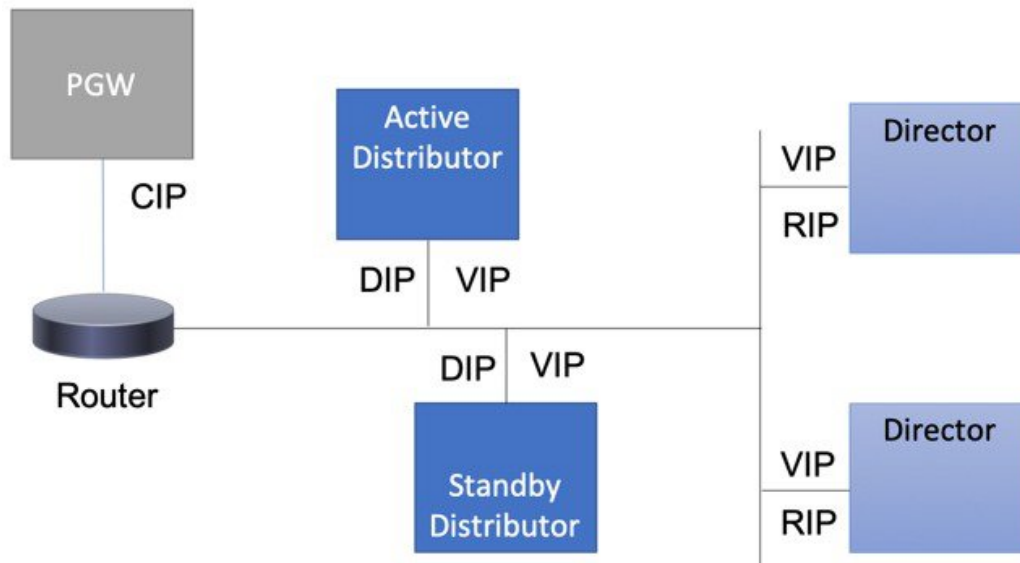 PGW
CIP
Router
Active
Distributor
DIP VIP
DIP VIP
Standby
Distributor
Director
VIP
RIP
Director
VIP
RIP